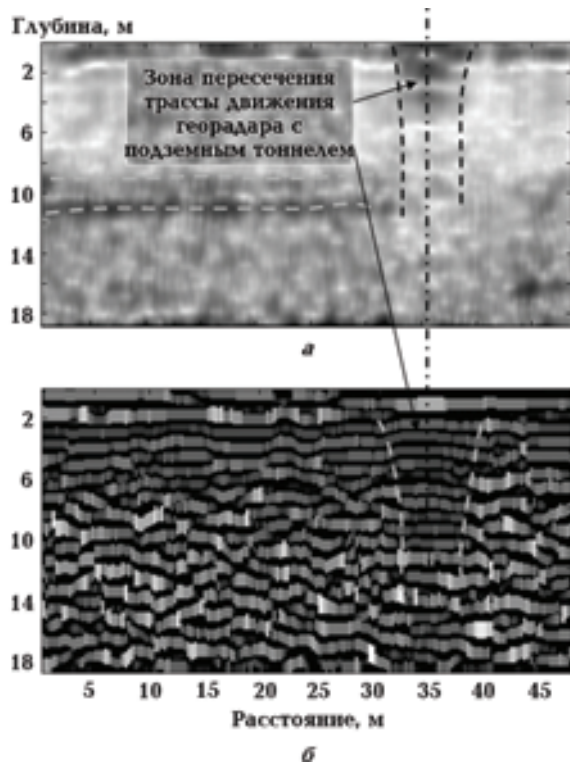 Глубина, м
2
Зона пересечения
трассы движения
георадара с
подземным тоннелем
6
10
14
18
а
2
6
10
14
18
5 10 15 20 25 30 35 40 45
Расстояние, м
б